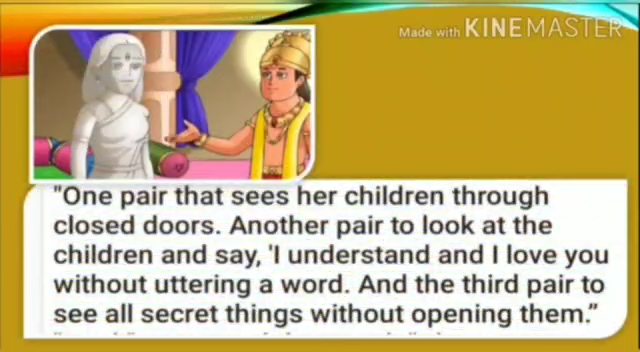 Made with KINEMASTER
"One pair that sees her children through
closed doors. Another pair to look at the
children and say, 'I understand and I love you
without uttering a word. And the third pair to
see all secret things without opening them.”